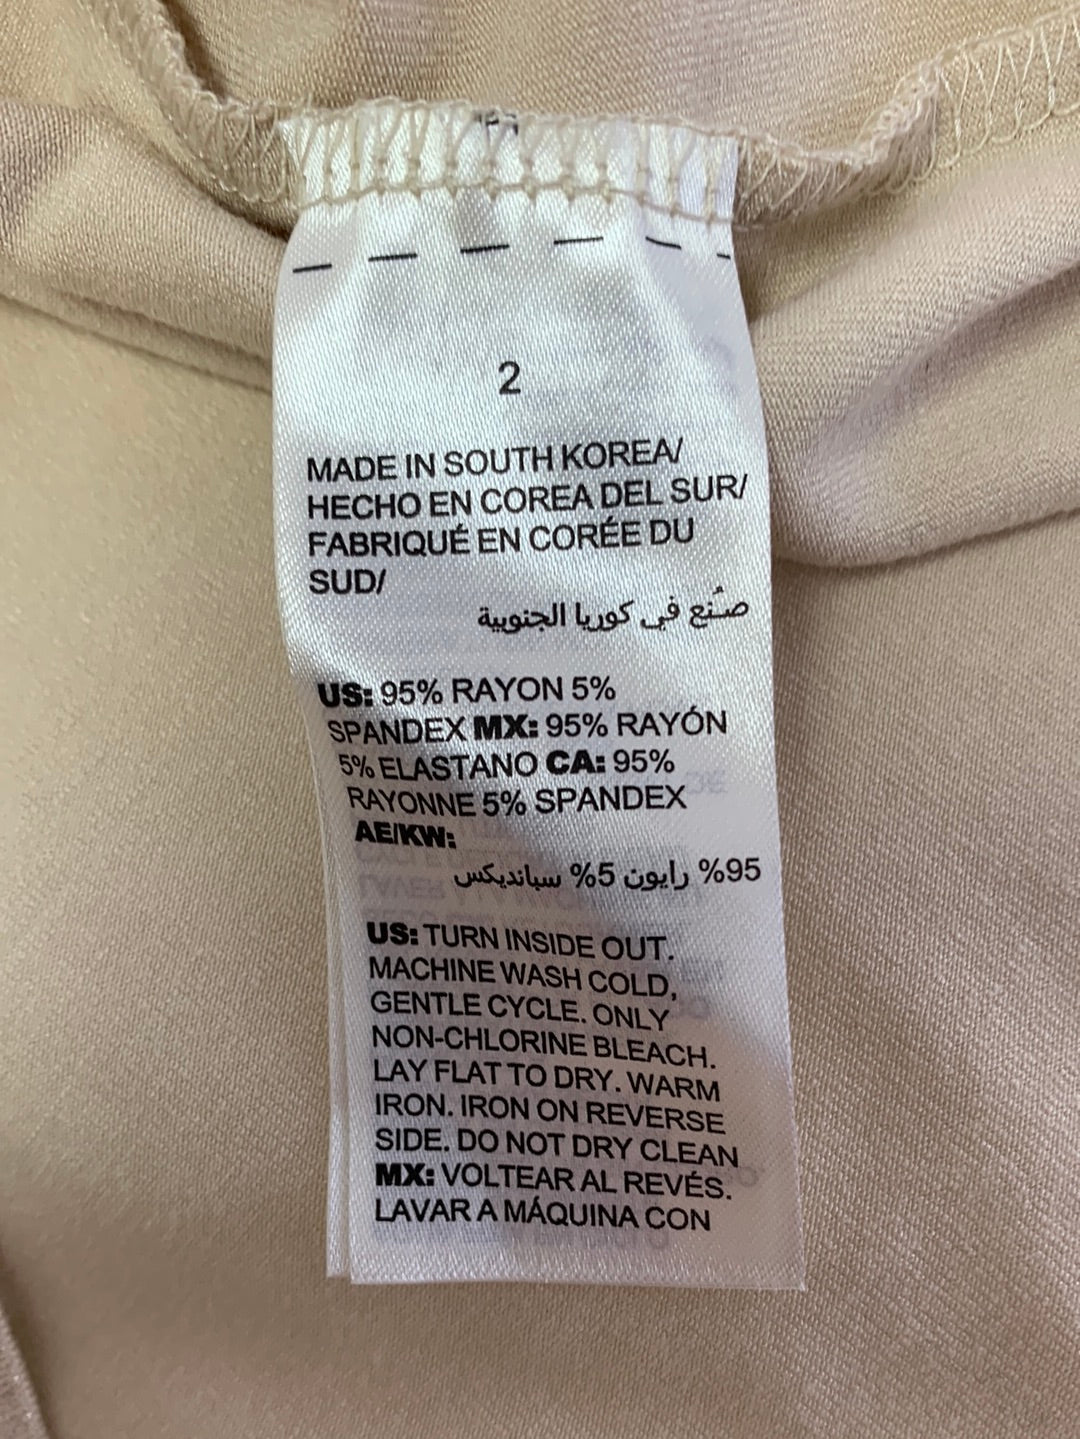 2
MADE IN SOUTH KOREA/
HECHO EN COREA DEL SUR/
FABRIQUÉ EN CORÉE DU
SUD/
صُنع في كوريا الجنوبية
US: 95% RAYON 5%
SPANDEX MX: 95% RAYÓN
5% ELASTANO CA: 95%
RAYONNE 5% SPANDEX
AE/KW:
95% رايون 5% سبانديكس
US: TURN INSIDE OUT.
MACHINE WASH COLD,
GENTLE CYCLE. ONLY
NON-CHLORINE BLEACH.
LAY FLAT TO DRY. WARM
IRON. IRON ON REVERSE
SIDE. DO NOT DRY CLEAN
MX: VOLTEAR AL REVÉS.
LAVAR A MÁQUINA CON